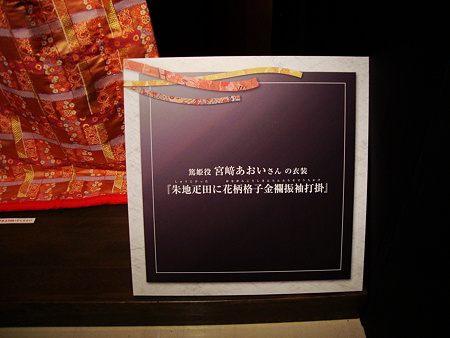 篤姫役 宮﨑あおいさん の衣装
『朱地疋田に花柄格子金襴振袖打掛』